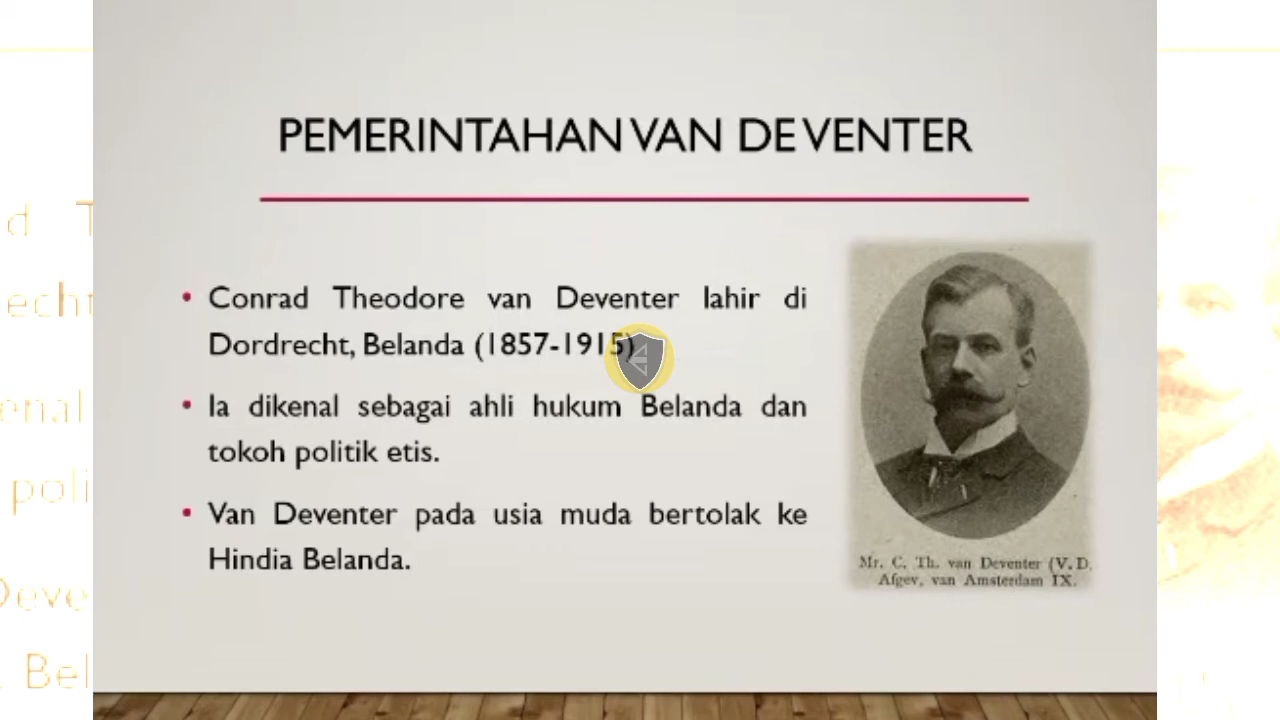 PEMERINTAHAN VAN DEVENTER
• Conrad Theodore van Deventer lahir di
Dordrecht, Belanda (1857-1915)
• Ia dikenal sebagai ahli hukum Belanda dan
tokoh politik etis.
• Van Deventer pada usia muda bertolak ke
Hindia Belanda.
Mr. C. Th. van Deventer (V. D.
Afgev. van Amsterdam IX.